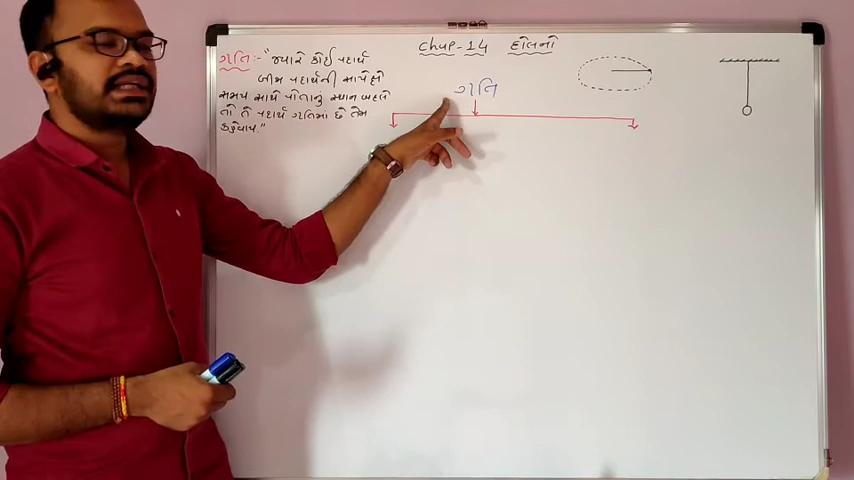 Chap-14 દોલનો
ગતિ:- "જ્યારે કોઈ પદાર્થ
બીજા પદાર્થની સાપેક્ષે
સમય સાથે પોતાનુ સ્થાન બદલે
તો તે પદાર્થ ગતિમાં છે તેમ
કહેવાય."
ગતિ